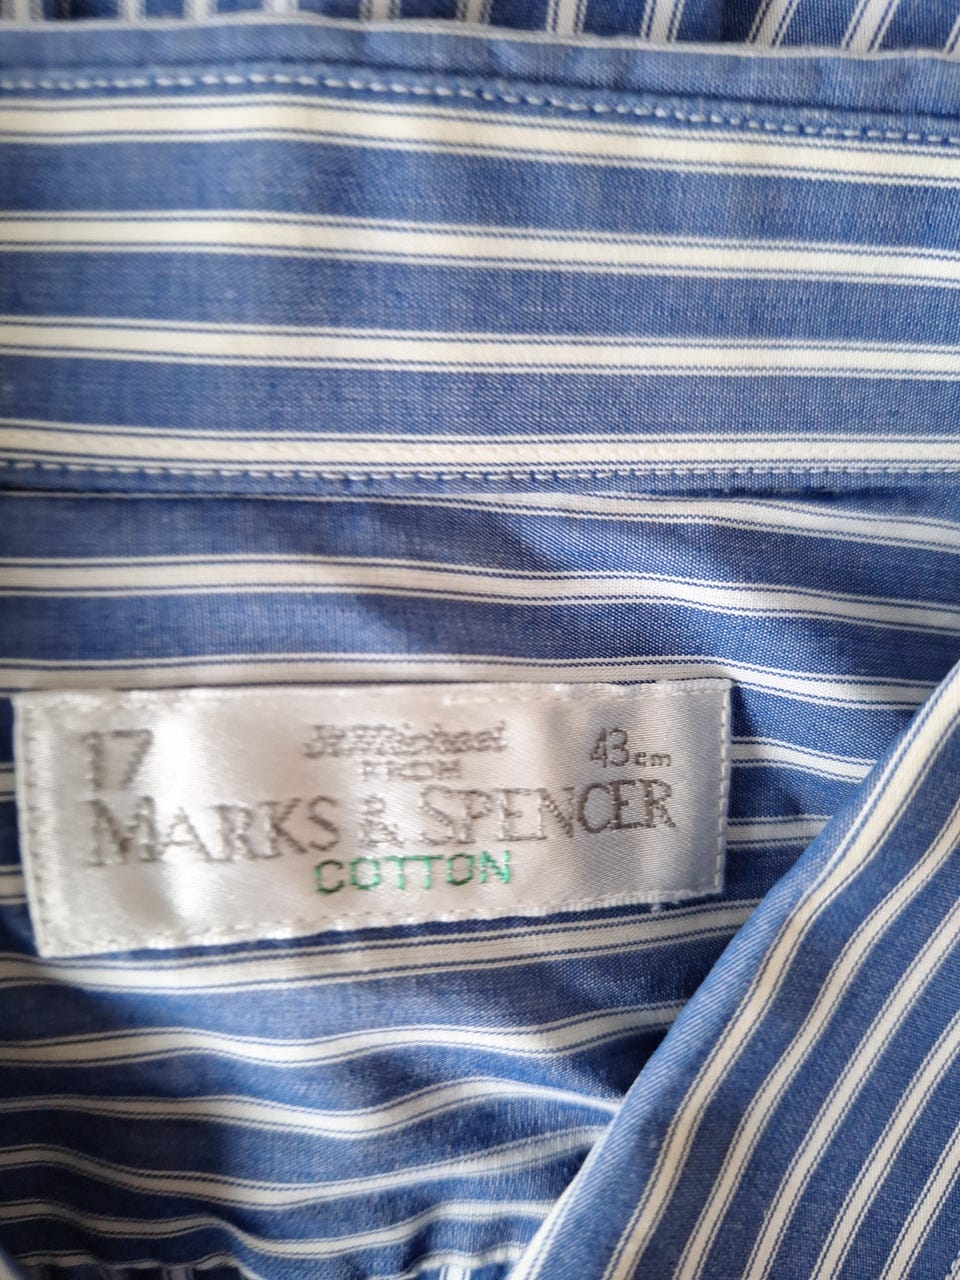 17 St Michael 43cm
FROM
MARKS & SPENCER
COTTON